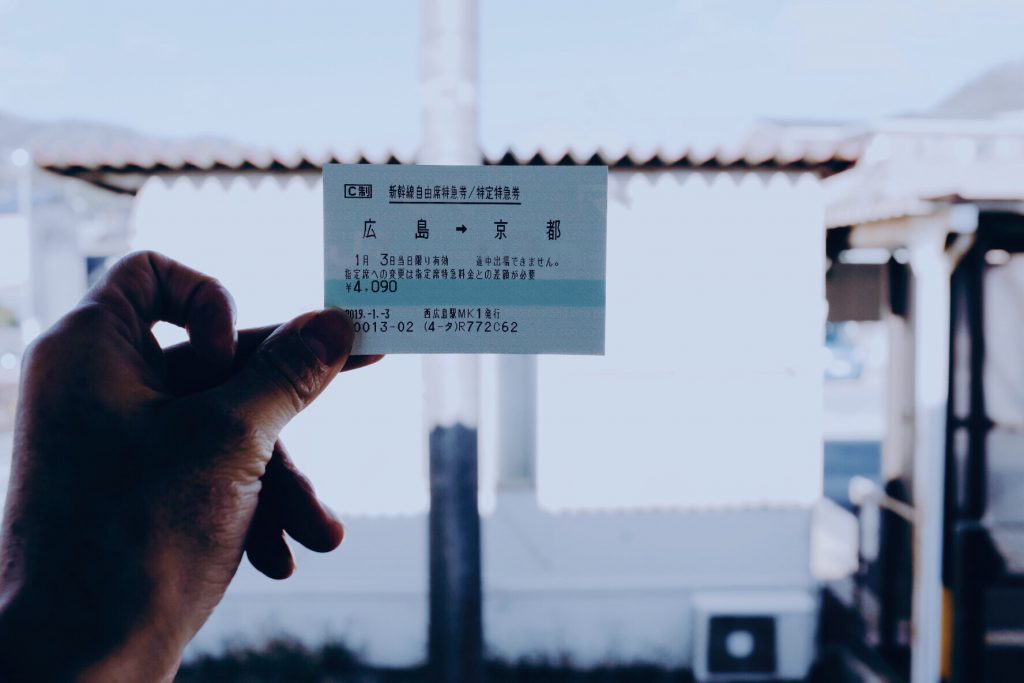 C制 新幹線自由席特急券/特定特急券
広島 → 京都
1月 3日当日限り有効 途中出場できません。
指定席への変更は指定席特急料金との差額が必要
¥4,090
2019.-1.-3 西広島駅MK1発行
0013-02 (4-タ)R772C62